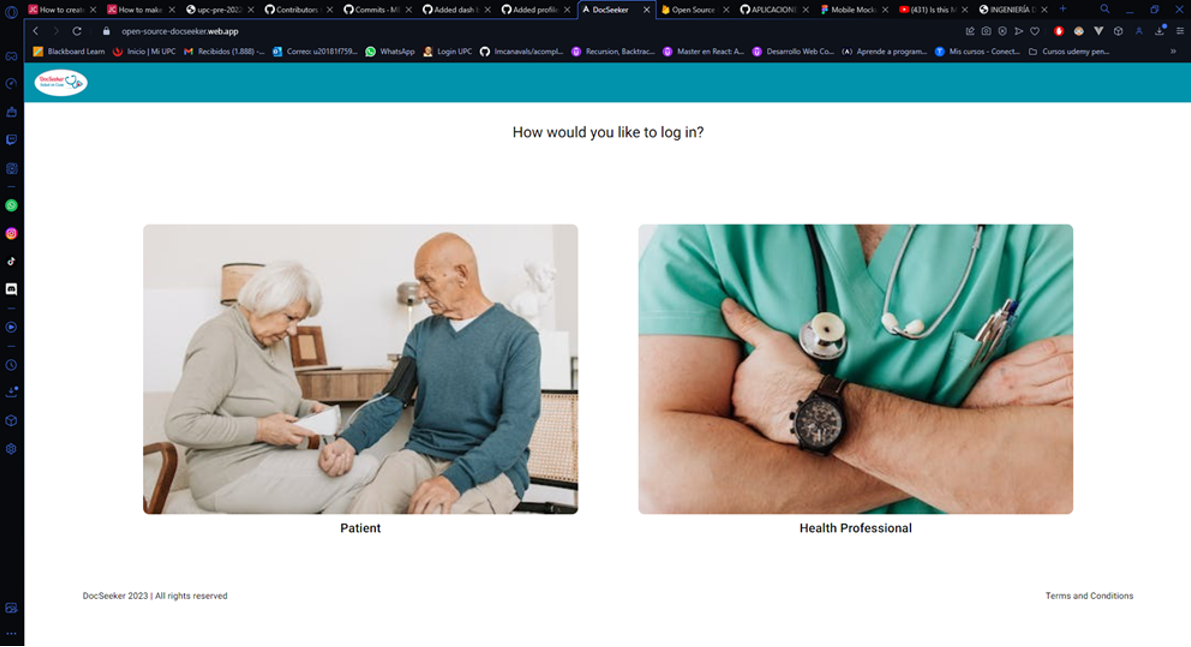 How to create
How to make
upc-pre-2022
Contributors
Commits - M
Added dash b
Added profile
DocSeeker
Open Source
APLICACIONE
Mobile Mock
(431) Is this M
INGENIERÍA D
open-source-docseeker.web.app
Blackboard Learn
Inicio | Mi UPC
Recibidos (1.888) -...
Correo: u20181f759...
WhatsApp
Login UPC
lmcanavals/acompl...
Recursion, Backtrac...
Master en React: A...
Desarrollo Web Co...
Aprende a program...
Mis cursos - Conect...
Cursos udemy pen...
DocSeeker
How would you like to log in?
Patient
Health Professional
DocSeeker 2023 | All rights reserved
Terms and Conditions